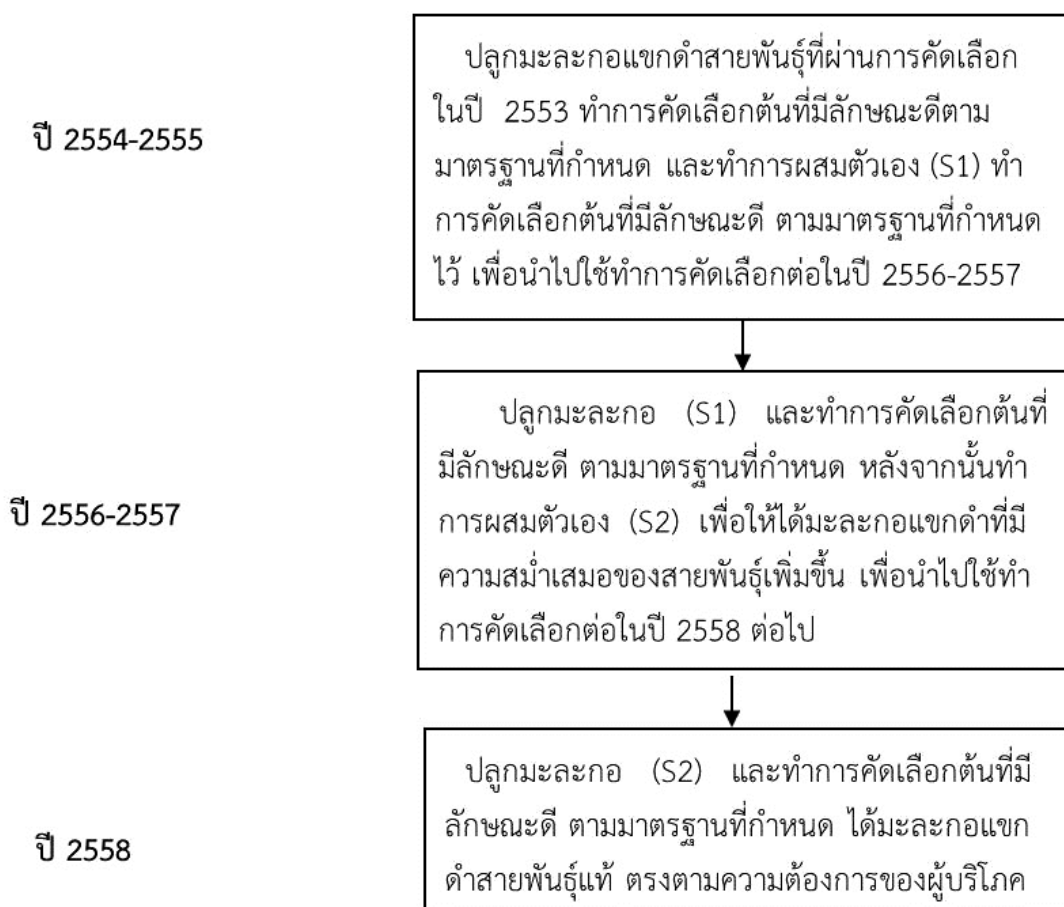 ปลูกมะละกอแขกดำสายพันธุ์ที่ผ่านการคัดเลือก
ในปี 2553 ทำการคัดเลือกต้นที่มีลักษณะดีตาม
ปี 2554-2555
มาตรฐานที่กำหนด และทำการผสมตัวเอง (S1) ทำ
การคัดเลือกต้นที่มีลักษณะดี ตามมาตรฐานที่กำหนด
ไว้ เพื่อนำไปใช้ทำการคัดเลือกต่อในปี 2556-2557
ปลูกมะละกอ (S1) และทำการคัดเลือกต้นที่
มีลักษณะดี ตามมาตรฐานที่กำหนด หลังจากนั้นทำ
ปี 2556-2557
การผสมตัวเอง (S2) เพื่อให้ได้มะละกอแขกดำที่มี
ความสม่ำเสมอของสายพันธุ์เพิ่มขึ้น เพื่อนำไปใช้ทำ
การคัดเลือกต่อในปี 2558 ต่อไป
ปลูกมะละกอ (S2) และทำการคัดเลือกต้นที่มี
ลักษณะดี ตามมาตรฐานที่กำหนด ได้มะละกอแขก
ปี 2558
ดำสายพันธุ์แท้ ตรงตามความต้องการของผู้บริโภค